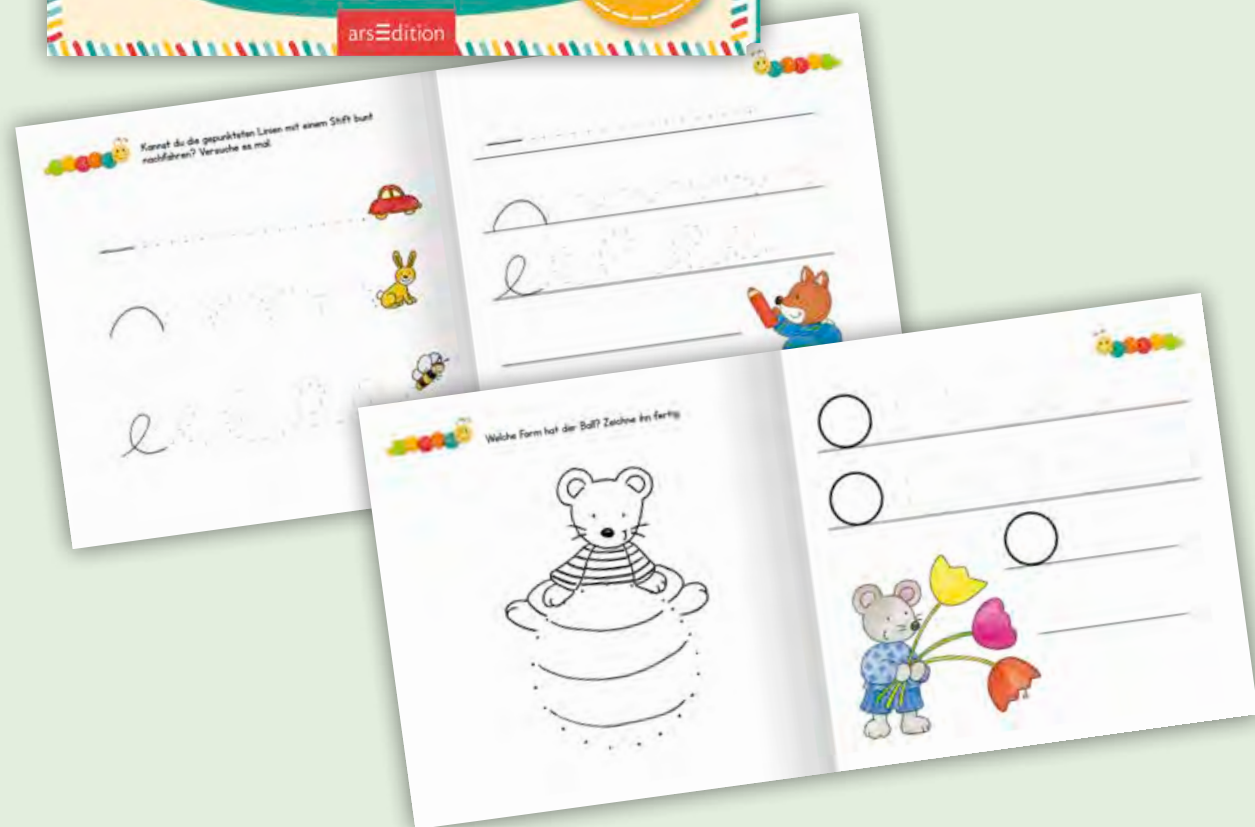 arsEdition
Kannst du die gepunkteten Linien mit einem Stift bunt
nachfahren? Versuche es mal.
Welche Form hat der Ball? Zeichne ihn fertig.